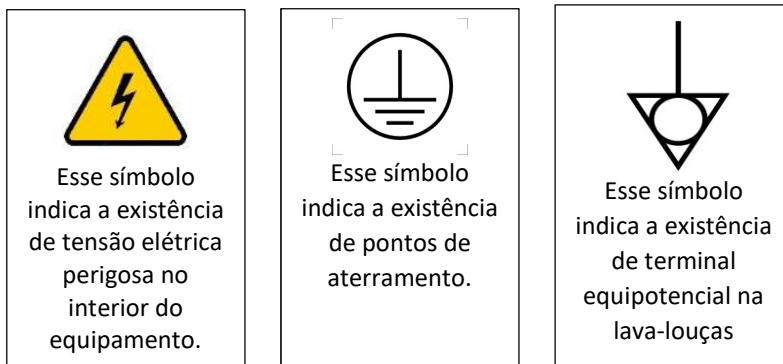 Esse símbolo
indica a existência
de tensão elétrica
perigosa no
interior do
equipamento.
Esse símbolo
indica a existência
de pontos de
aterramento.
Esse símbolo
indica a existência
de terminal
equipotencial na
lava-louças